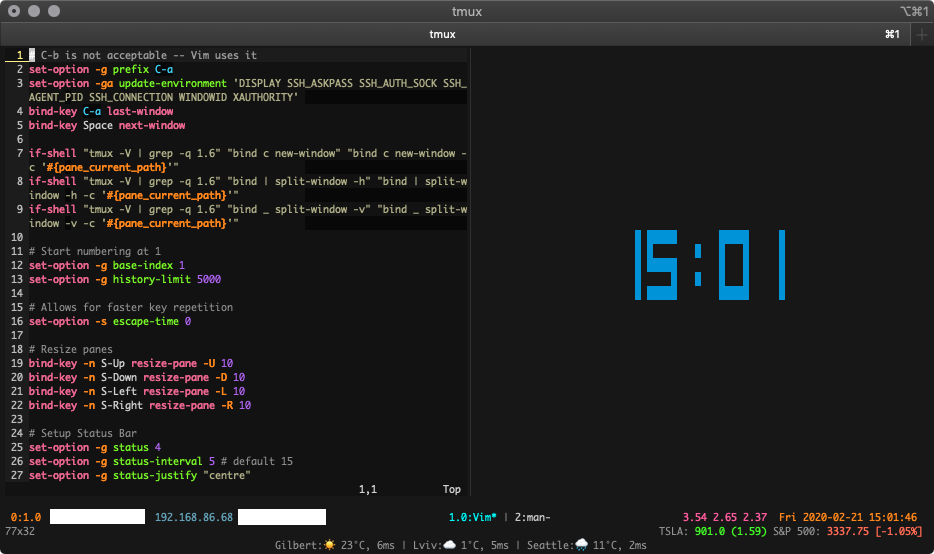 tmux
⌥⌘1
tmux
⌘1
+
1 # C-b is not acceptable -- Vim uses it
2 set-option -g prefix C-a
3 set-option -ga update-environment 'DISPLAY SSH_ASKPASS SSH_AUTH_SOCK SSH_
AGENT_PID SSH_CONNECTION WINDOWID XAUTHORITY'
4 bind-key C-a last-window
5 bind-key Space next-window
6
7 if-shell "tmux -V | grep -q 1.6" "bind c new-window" "bind c new-window -
c '#{pane_current_path}'"
8 if-shell "tmux -V | grep -q 1.6" "bind | split-window -h" "bind | split-w
indow -h -c '#{pane_current_path}'"
9 if-shell "tmux -V | grep -q 1.6" "bind _ split-window -v" "bind _ split-w
indow -v -c '#{pane_current_path}'"
10
11 # Start numbering at 1
12 set-option -g base-index 1
13 set-option -g history-limit 5000
14
15 # Allows for faster key repetition
16 set-option -s escape-time 0
17
18 # Resize panes
19 bind-key -n S-Up resize-pane -U 10
20 bind-key -n S-Down resize-pane -D 10
21 bind-key -n S-Left resize-pane -L 10
22 bind-key -n S-Right resize-pane -R 10
23
24 # Setup Status Bar
25 set-option -g status 4
26 set-option -g status-interval 5 # default 15
27 set-option -g status-justify "centre"
1,1 Top
15:01
0:1.0 192.168.86.68 1.0:Vim* | 2:man- 3.54 2.65 2.37 Fri 2020-02-21 15:01:46
77x32 TSLA: 901.0 (1.59) S&P 500: 3337.75 [-1.05%]
Gilbert:☀️ 23°C, 6ms | Lviv:☁️ 1°C, 5ms | Seattle:🌧 11°C, 2ms